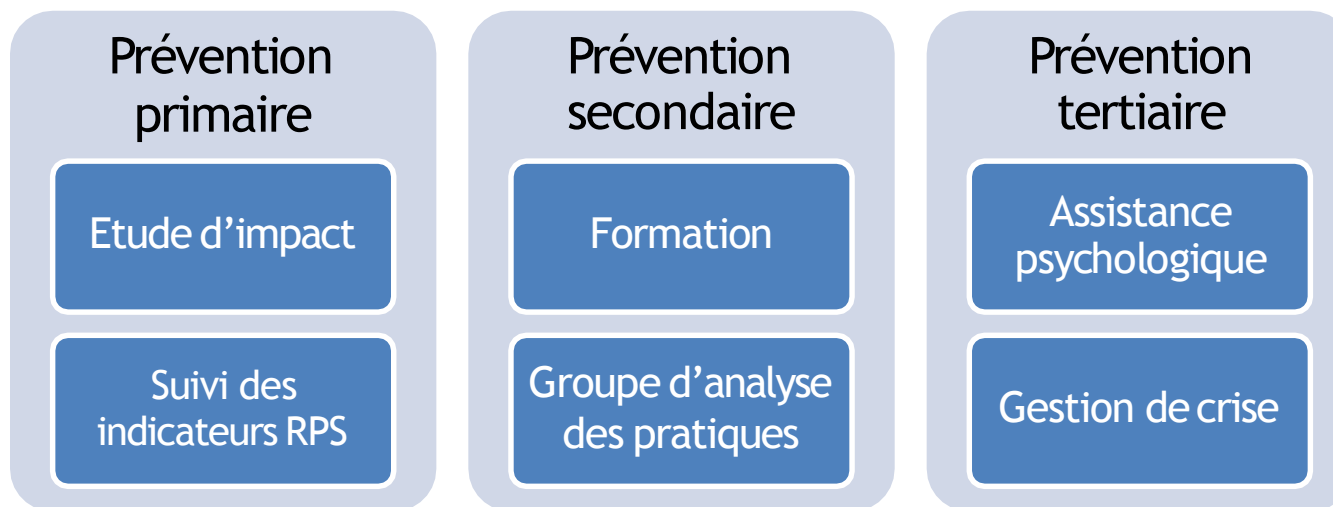 Prévention
primaire
Etude d’impact
Suivi des
indicateurs RPS
Prévention
secondaire
Formation
Groupe d’analyse
des pratiques
Prévention
tertiaire
Assistance
psychologique
Gestion de crise